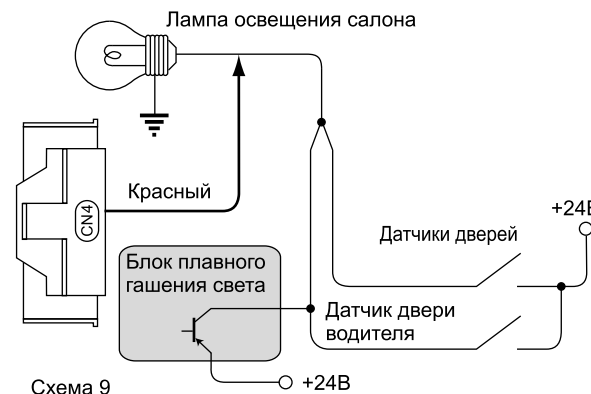 Лампа освещения салона
Красный
CN4
+24В
Датчики дверей
Блок плавного
гашения света
Датчик двери
водителя
+24В
Схема 9